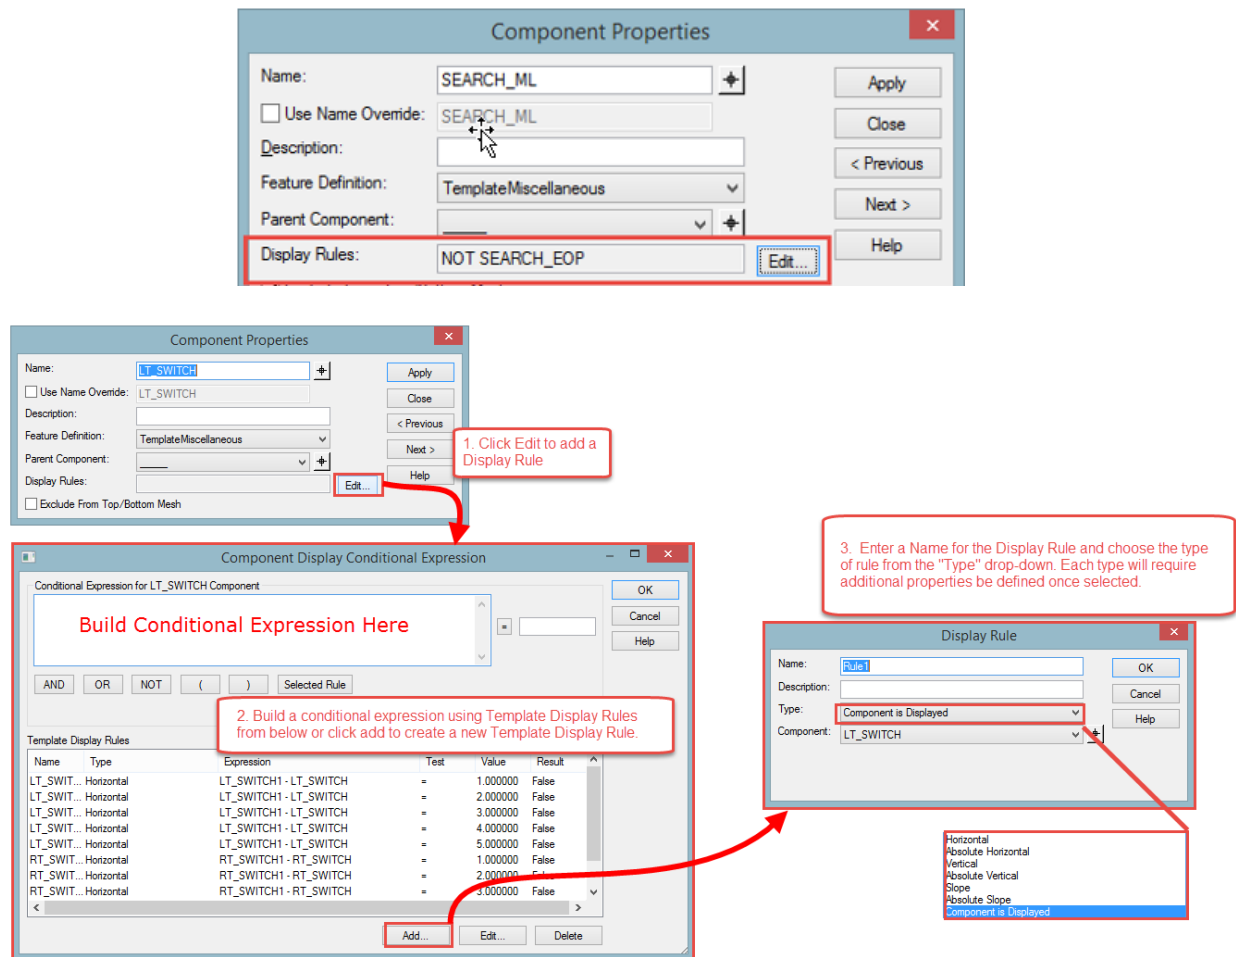 Component Properties
Name:
SEARCH_ML
Apply
Use Name Override:
SEARCH_ML
Close
Description:
< Previous
Feature Definition:
TemplateMiscellaneous
Next >
Parent Component:
Display Rules:
NOT SEARCH_EOP
Edit...
Help
Component Properties
Name:
LT_SWITCH
Apply
Use Name Override:
LT_SWITCH
Close
Description:
< Previous
Feature Definition:
TemplateMiscellaneous
Next >
Parent Component:
Help
Display Rules:
Edit...
Exclude From Top/Bottom Mesh
1. Click Edit to add a
Display Rule
Component Display Conditional Expression
Conditional Expression for LT_SWITCH Component
Build Conditional Expression Here
=
OK
Cancel
Help
AND
OR
NOT
(
)
Selected Rule
2. Build a conditional expression using Template Display Rules
from below or click add to create a new Template Display Rule.
Template Display Rules
Name Type Expression Test Value Result
LT_SWIT... Horizontal LT_SWITCH1 - LT_SWITCH = 1.000000 False
LT_SWIT... Horizontal LT_SWITCH1 - LT_SWITCH = 2.000000 False
LT_SWIT... Horizontal LT_SWITCH1 - LT_SWITCH = 3.000000 False
LT_SWIT... Horizontal LT_SWITCH1 - LT_SWITCH = 4.000000 False
LT_SWIT... Horizontal LT_SWITCH1 - LT_SWITCH = 5.000000 False
RT_SWIT... Horizontal RT_SWITCH1 - RT_SWITCH = 1.000000 False
RT_SWIT... Horizontal RT_SWITCH1 - RT_SWITCH = 2.000000 False
RT_SWIT... Horizontal RT_SWITCH1 - RT_SWITCH = 3.000000 False
Add...
Edit...
Delete
3. Enter a Name for the Display Rule and choose the type
of rule from the "Type" drop-down. Each type will require
additional properties be defined once selected.
Display Rule
Name:
Rule1
OK
Description:
Cancel
Type:
Component is Displayed
Help
Component:
LT_SWITCH
Horizontal
Absolute Horizontal
Vertical
Absolute Vertical
Slope
Absolute Slope
Component is Displayed